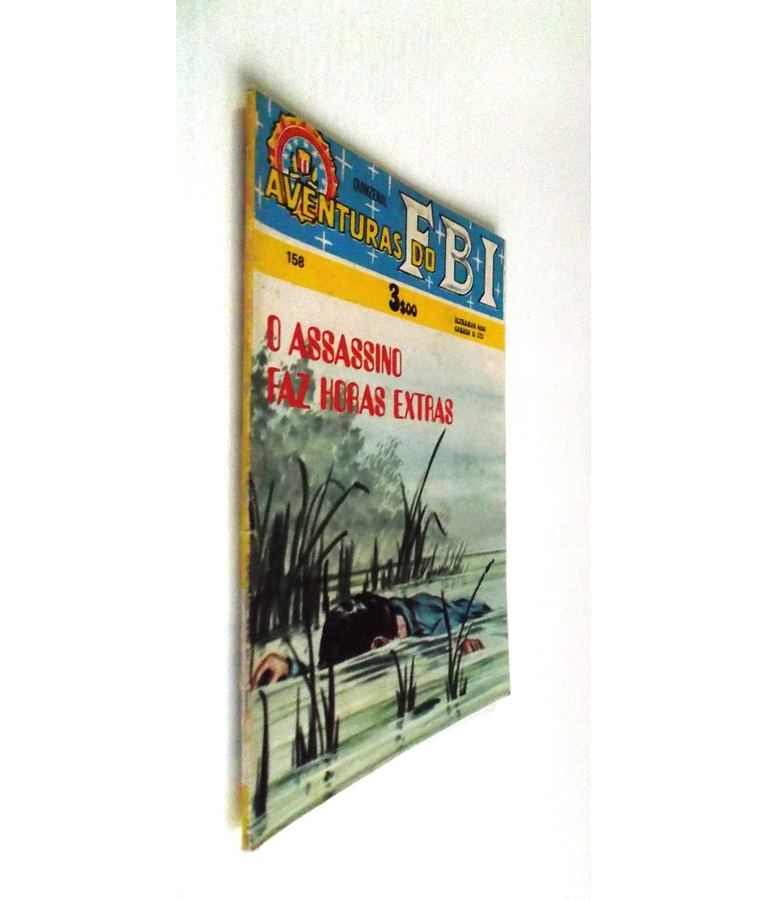 QUINZENAL
AVENTURAS DO FBI
158
3$00
O ASSASSINO
FAZ HORAS EXTRAS